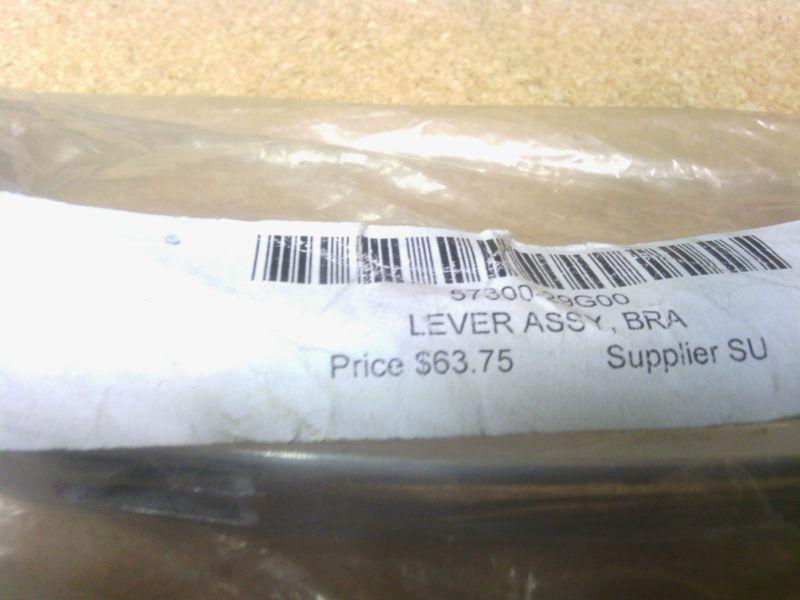 57300-29G00
LEVER ASSY, BRA
Price $63.75 Supplier SU